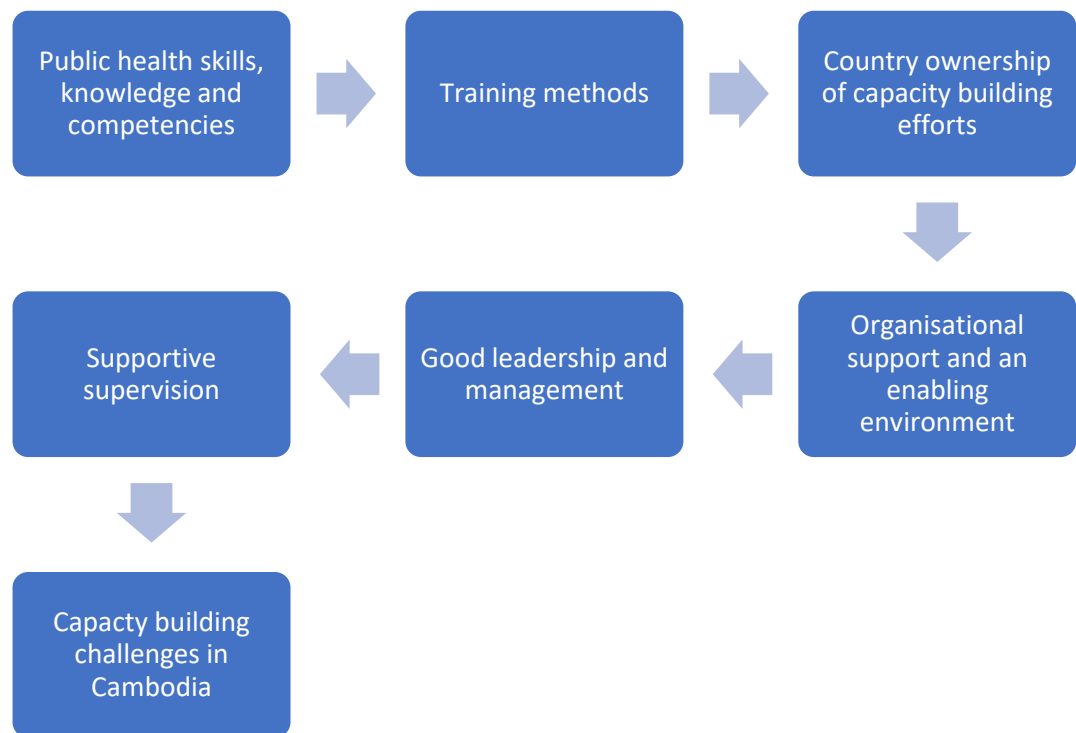 Public health skills,
knowledge and
competencies
Training methods
Country ownership
of capacity building
efforts
Organisational
support and an
enabling
environment
Good leadership and
management
Supportive
supervision
Capacty building
challenges in
Cambodia